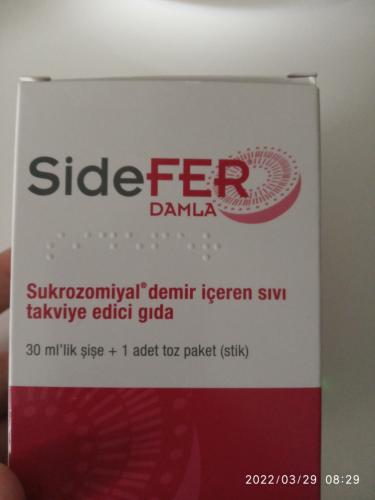 SideFER
DAMLA
Sukrozomiyal® demir içeren sıvı
takviye edici gıda
30 ml'lik şişe + 1 adet toz paket (stik)
2022/03/29 08:29